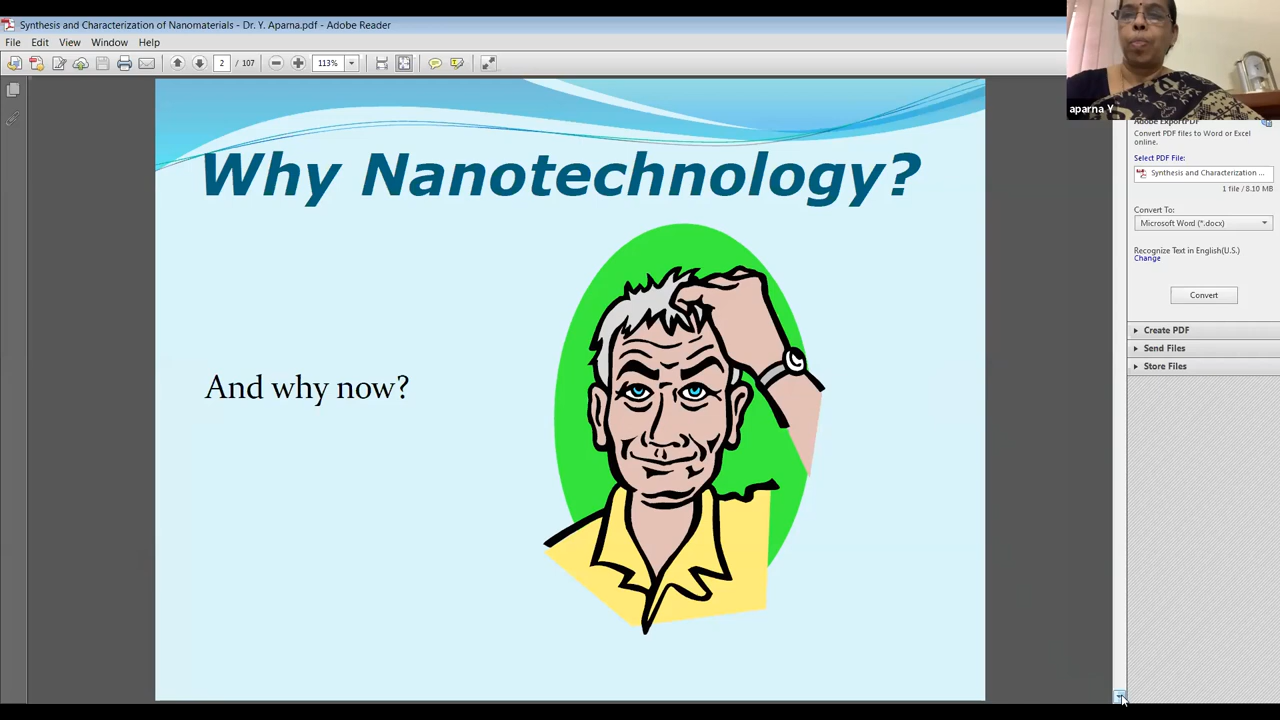 Synthesis and Characterization of Nanomaterials - Dr. Y. Aparna.pdf - Adobe Reader
File Edit View Window Help
2 / 107 113%
aparna Y
Why Nanotechnology?
And why now?
Adobe ExportPDF
Convert PDF files to Word or Excel
online.
Select PDF File:
Synthesis and Characterization ...
1 file / 8.10 MB
Convert To:
Microsoft Word (*.docx)
Recognize Text in English(U.S.)
Change
Convert
Create PDF
Send Files
Store Files